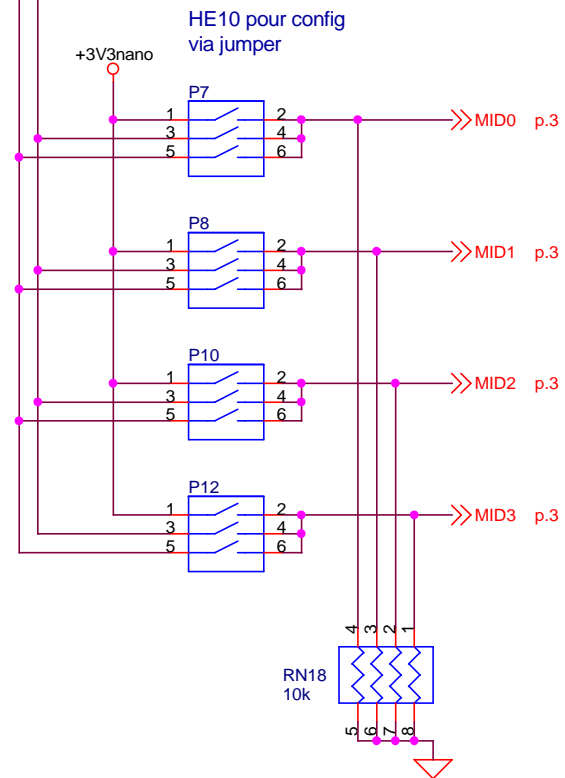 HE10 pour config
via jumper
+3V3nano
P7
1 2
3 4
5 6
MID0 p.3
P8
1 2
3 4
5 6
MID1 p.3
P10
1 2
3 4
5 6
MID2 p.3
P12
1 2
3 4
5 6
MID3 p.3
4 3 2 1
RN18
10k
5 6 7 8